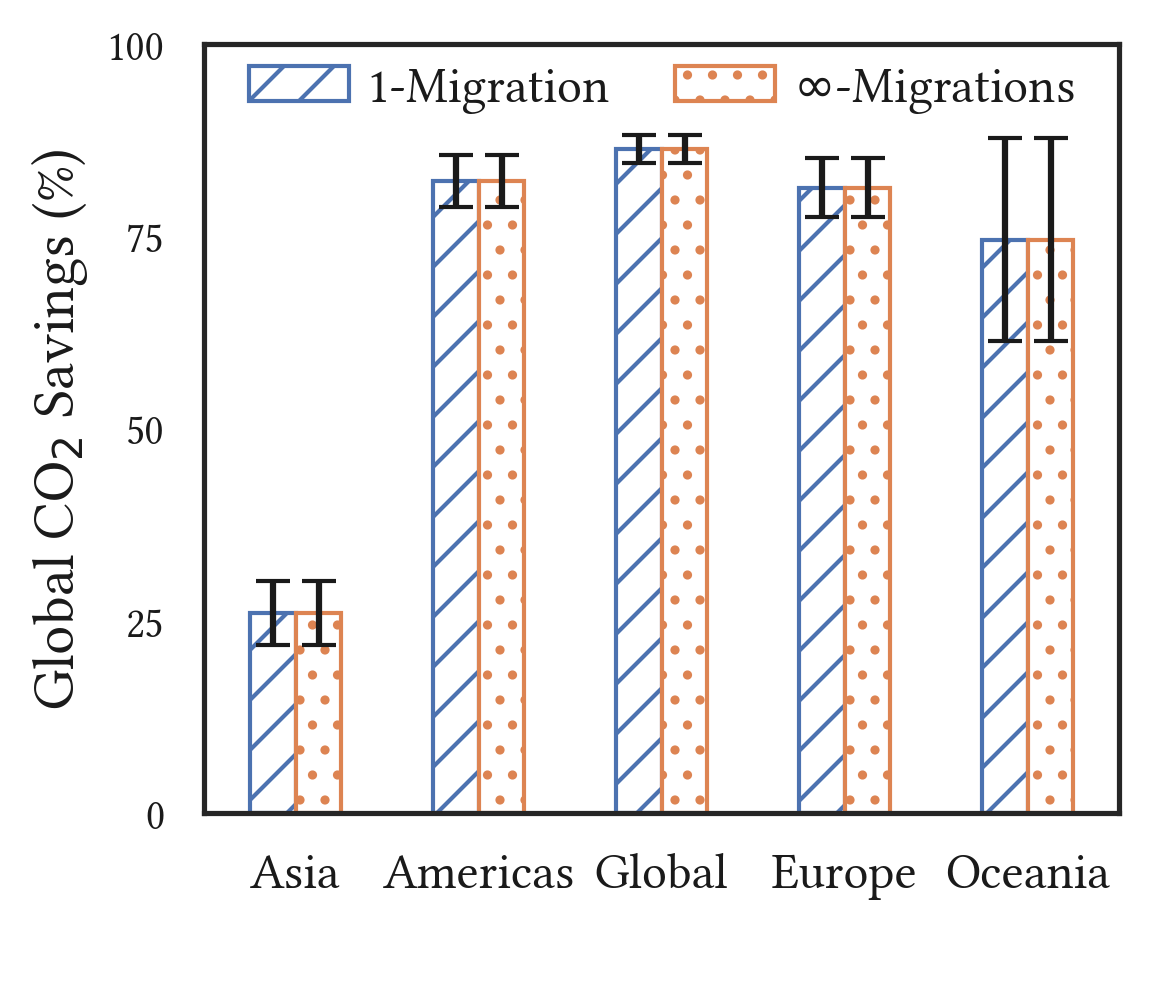 Global CO₂ Savings (%)
100
75
50
25
0
1-Migration
∞-Migrations
Asia
Americas
Global
Europe
Oceania